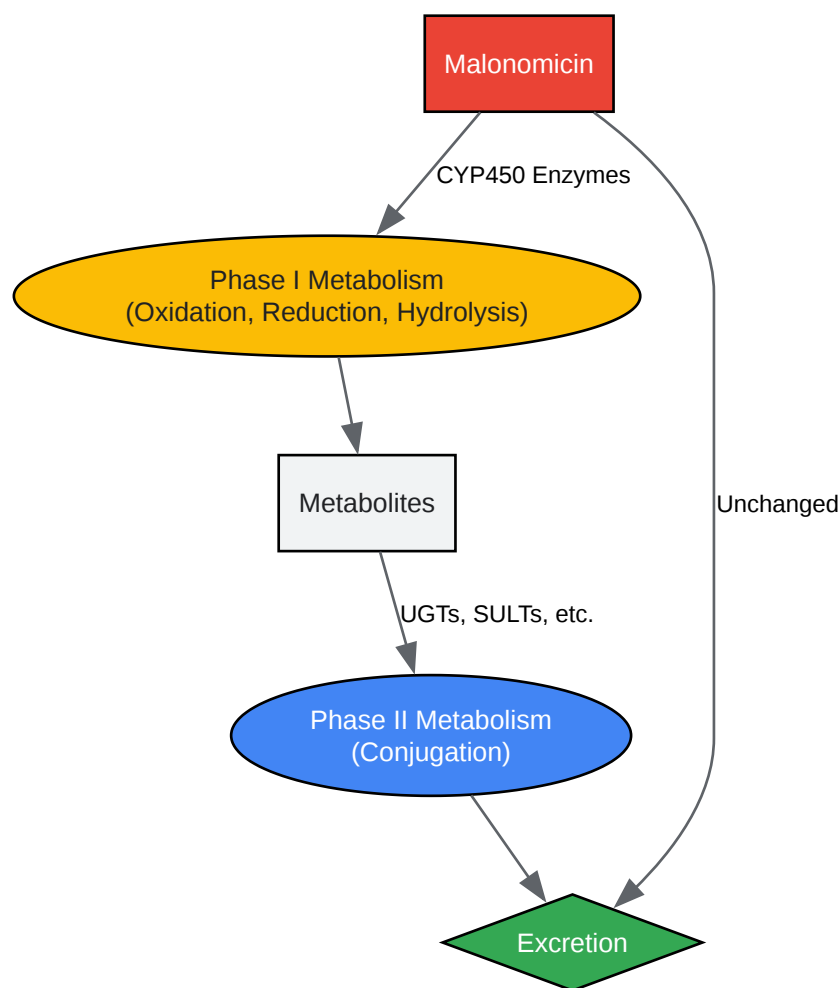 Malonomicin
CYP450 Enzymes
Phase I Metabolism
(Oxidation, Reduction, Hydrolysis)
Metabolites
Unchanged
UGTs, SULTs, etc.
Phase II Metabolism
(Conjugation)
Excretion